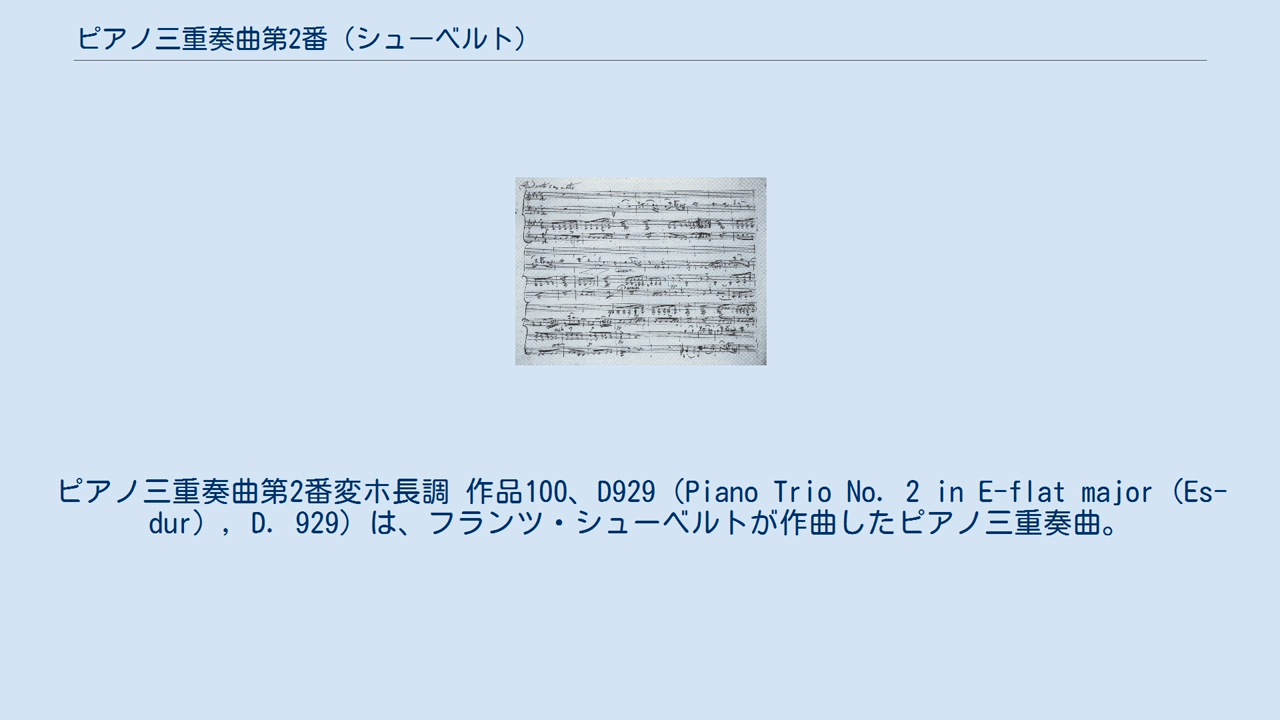 ピアノ三重奏曲第2番（シューベルト）
ピアノ三重奏曲第2番変ホ長調 作品100、D929（Piano Trio No. 2 in E-flat major（Es-
dur）, D. 929）は、フランツ・シューベルトが作曲したピアノ三重奏曲。